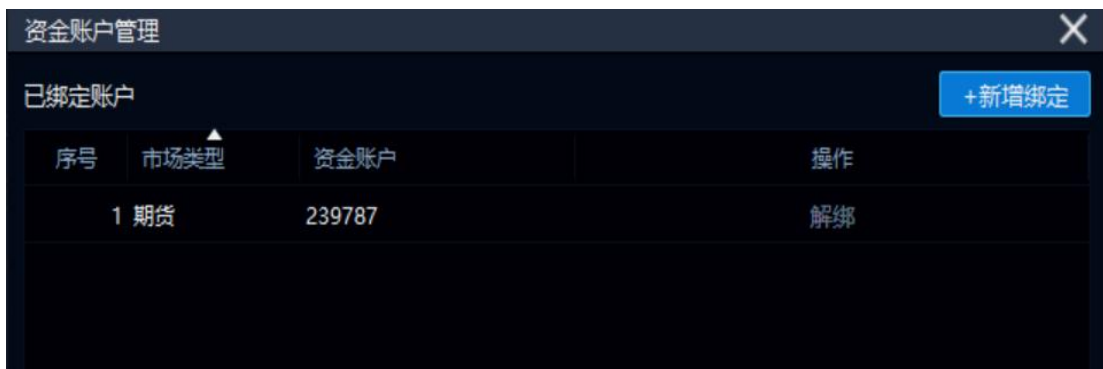 资金账户管理
已绑定账户 +新增绑定
序号 市场类型 资金账户 操作
1 期货 239787 解绑